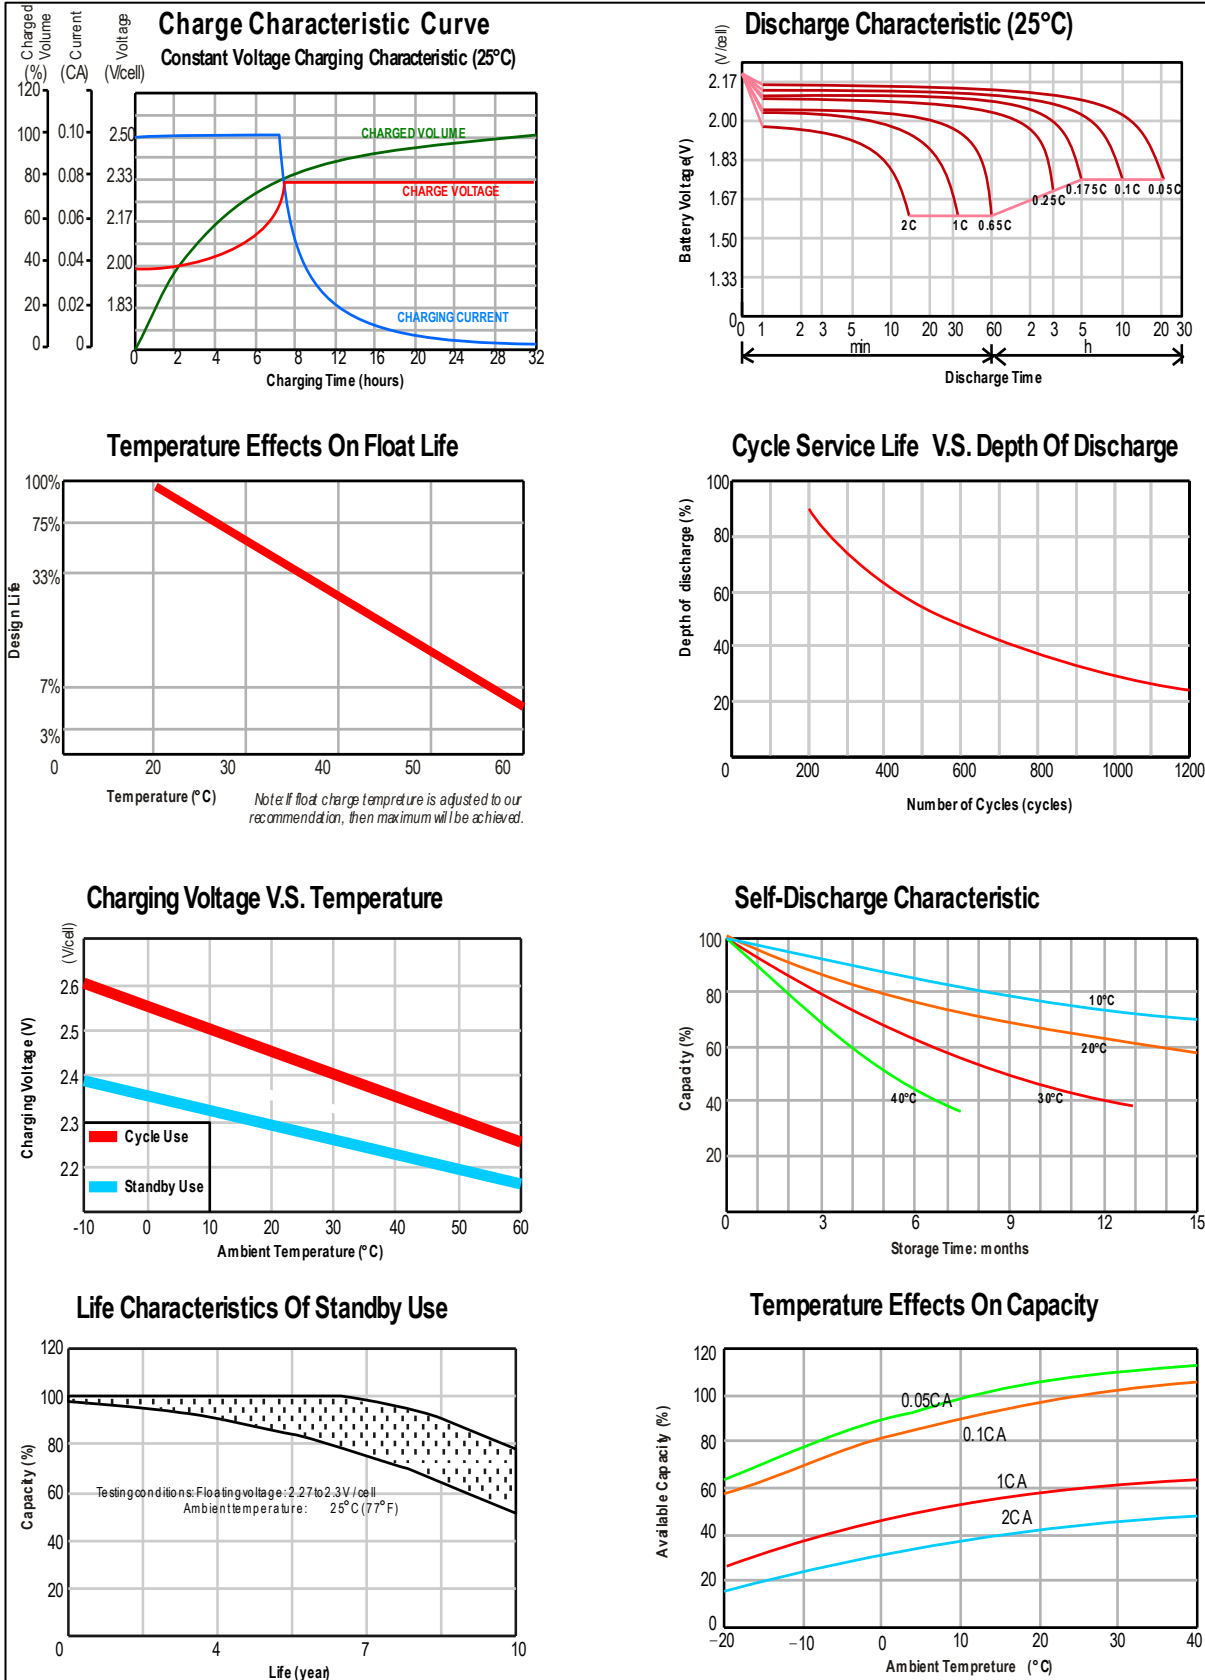 Charge Characteristic Curve
Constant Voltage Charging Characteristic (25°C)
Charged Volume
(%)
Current
(CA)
Voltage
(V/cell)
120
100
80
60
40
20
0
0.10
0.08
0.06
0.04
0.02
0
2.50
2.33
2.17
2.00
1.83
CHARGED VOLUME
CHARGE VOLTAGE
CHARGING CURRENT
0 2 4 6 8 12 16 20 24 28 32
Charging Time (hours)
Discharge Characteristic (25°C)
(V/cell)
Battery Voltage(V)
2.17
2.00
1.83
1.67
1.50
1.33
0
2C 1C 0.65C 0.25C 0.175C 0.1C 0.05C
0 1 2 3 5 10 20 30 60 2 3 5 10 20 30
min h
Discharge Time
Temperature Effects On Float Life
Design Life
100%
75%
33%
7%
3%
0 20 30 40 50 60
Temperature (°C)
Note:If float charge tempreture is adjusted to our
recommendation, then maximum will be achieved.
Cycle Service Life V.S. Depth Of Discharge
Depth of discharge (%)
100
80
60
40
20
0 200 400 600 800 1000 1200
Number of Cycles (cycles)
Charging Voltage V.S. Temperature
(V/cell)
Charging Voltage (V)
2.6
2.5
2.4
2.3
2.2
Cycle Use
Standby Use
-10 0 10 20 30 40 50 60
Ambient Temperature (°C)
Self-Discharge Characteristic
Capacity (%)
100
80
60
40
20
10°C
20°C
30°C
40°C
0 3 6 9 12 15
Storage Time: months
Life Characteristics Of Standby Use
Capacity (%)
120
100
80
60
40
20
Testing conditions: Floating voltage: 2.27 to 2.3 V / cell
Ambient temperature: 25°C (77°F)
0 4 7 10
Life (year)
Temperature Effects On Capacity
Available Capacity (%)
120
100
80
60
40
20
0
0.05CA
0.1CA
1CA
2CA
−20 −10 0 10 20 30 40
Ambient Tempreture (°C)